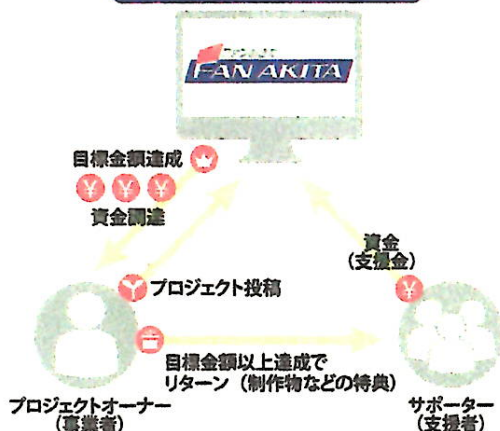 FAN AKITA
目標金額達成
¥ ¥ ¥
資金調達
資金
(支援金)
¥
プロジェクト投稿
目標金額以上達成で
リターン（制作物などの特典）
プロジェクトオーナー
(事業者)
サポーター
(支援者)